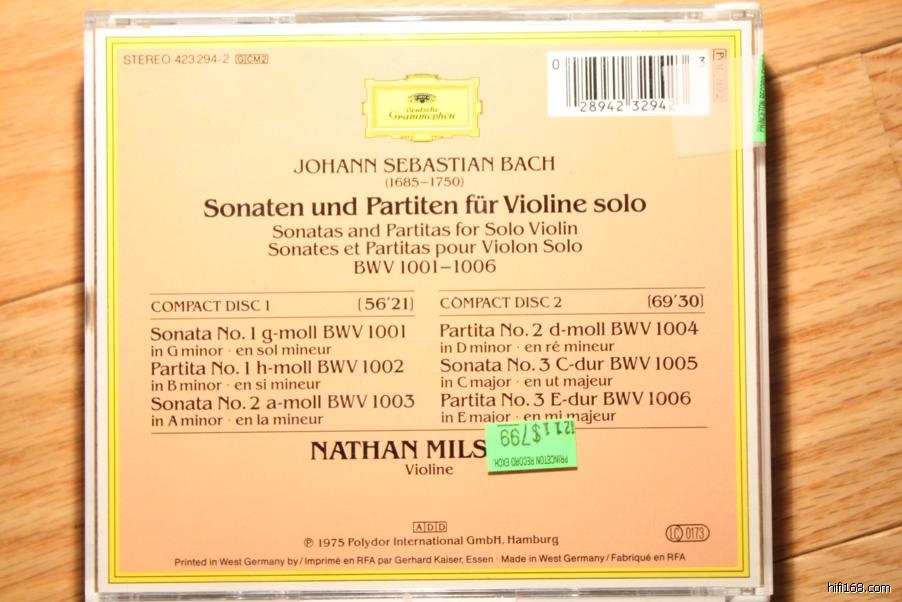 STEREO 423 294-2 GCM2
0 28942 32942 3
Deutsche
Grammophon
JOHANN SEBASTIAN BACH
(1685–1750)
Sonaten und Partiten für Violine solo
Sonatas and Partitas for Solo Violin
Sonates et Partitas pour Violon Solo
BWV 1001–1006
COMPACT DISC 1 (56'21)
Sonata No. 1 g-moll BWV 1001
in G minor · en sol mineur
Partita No. 1 h-moll BWV 1002
in B minor · en si mineur
Sonata No. 2 a-moll BWV 1003
in A minor · en la mineur
COMPACT DISC 2 (69'30)
Partita No. 2 d-moll BWV 1004
in D minor · en ré mineur
Sonata No. 3 C-dur BWV 1005
in C major · en ut majeur
Partita No. 3 E-dur BWV 1006
in E major · en mi majeur
NATHAN MILS
Violine
PRINCETON RECORD EXCH.
$799
ADD
℗ 1975 Polydor International GmbH, Hamburg
LC 0173
Printed in West Germany by / Imprimé en RFA par Gerhard Kaiser, Essen · Made in West Germany / Fabriqué en RFA
PRINCETON RECORD
hifi168.com